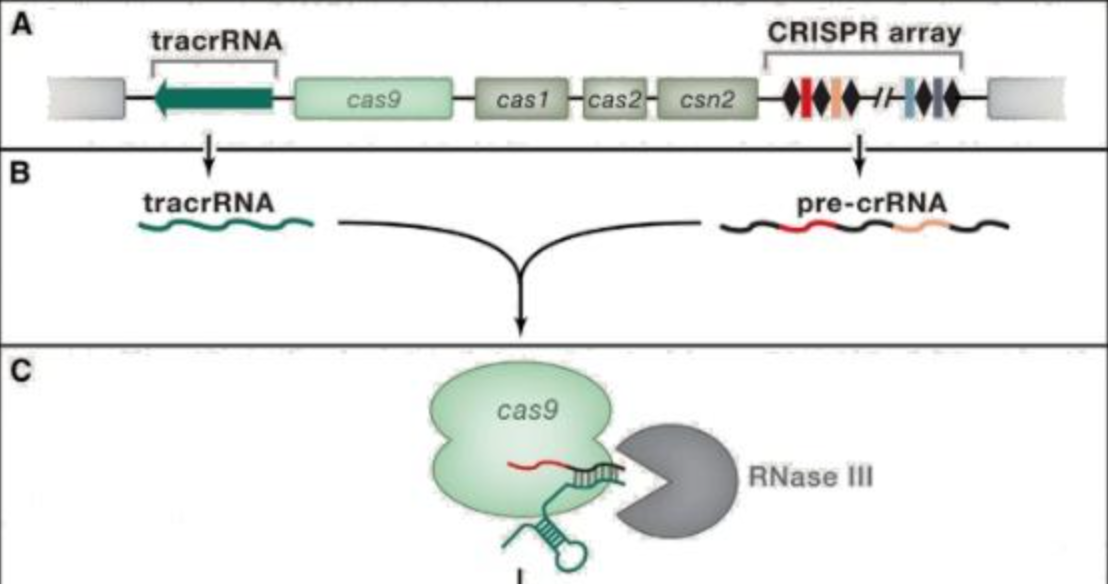 A
tracrRNA
CRISPR array
cas9
cas1
cas2
csn2
B
tracrRNA
pre-crRNA
C
cas9
RNase III